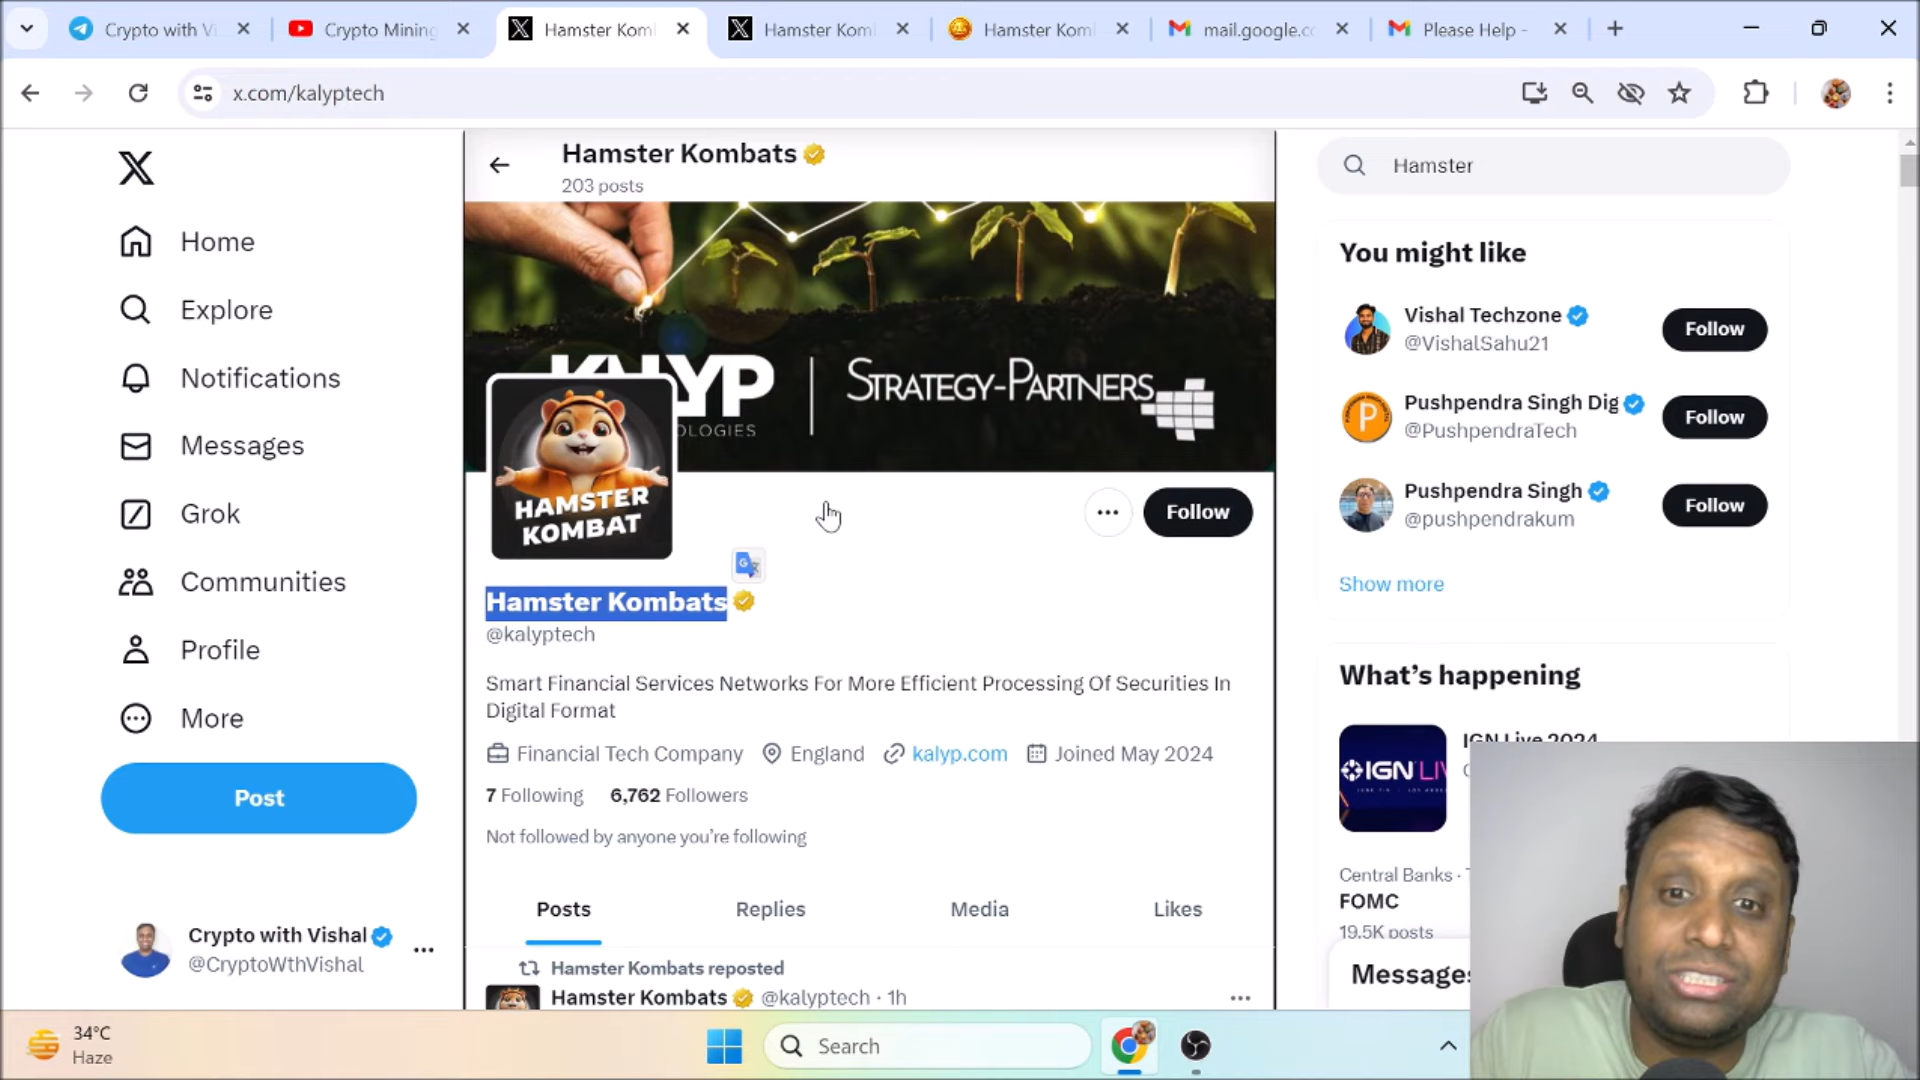 Crypto with Vi
Crypto Mining
Hamster Kom
Hamster Kom
Hamster Kom
mail.google.c
Please Help -
x.com/kalyptech
Home
Explore
Notifications
Messages
Grok
Communities
Profile
More
Post
Crypto with Vishal
@CryptoWthVishal
Hamster Kombats
203 posts
KALYP
STRATEGY-PARTNERS
OLOGIES
HAMSTER
KOMBAT
Follow
Hamster Kombats
@kalyptech
Smart Financial Services Networks For More Efficient Processing Of Securities In
Digital Format
Financial Tech Company England kalyp.com Joined May 2024
7 Following 6,762 Followers
Not followed by anyone you're following
Posts Replies Media Likes
Hamster Kombats reposted
Hamster Kombats @kalyptech · 1h
Hamster
You might like
Vishal Techzone
@VishalSahu21
Follow
Pushpendra Singh Dig
@PushpendraTech
Follow
P
Pushpendra Singh
@pushpendrakum
Follow
Show more
What's happening
IGN Live 2024
IGN LIV
Central Banks ·
FOMC
19.5K posts
Messages
34°C
Haze
Search